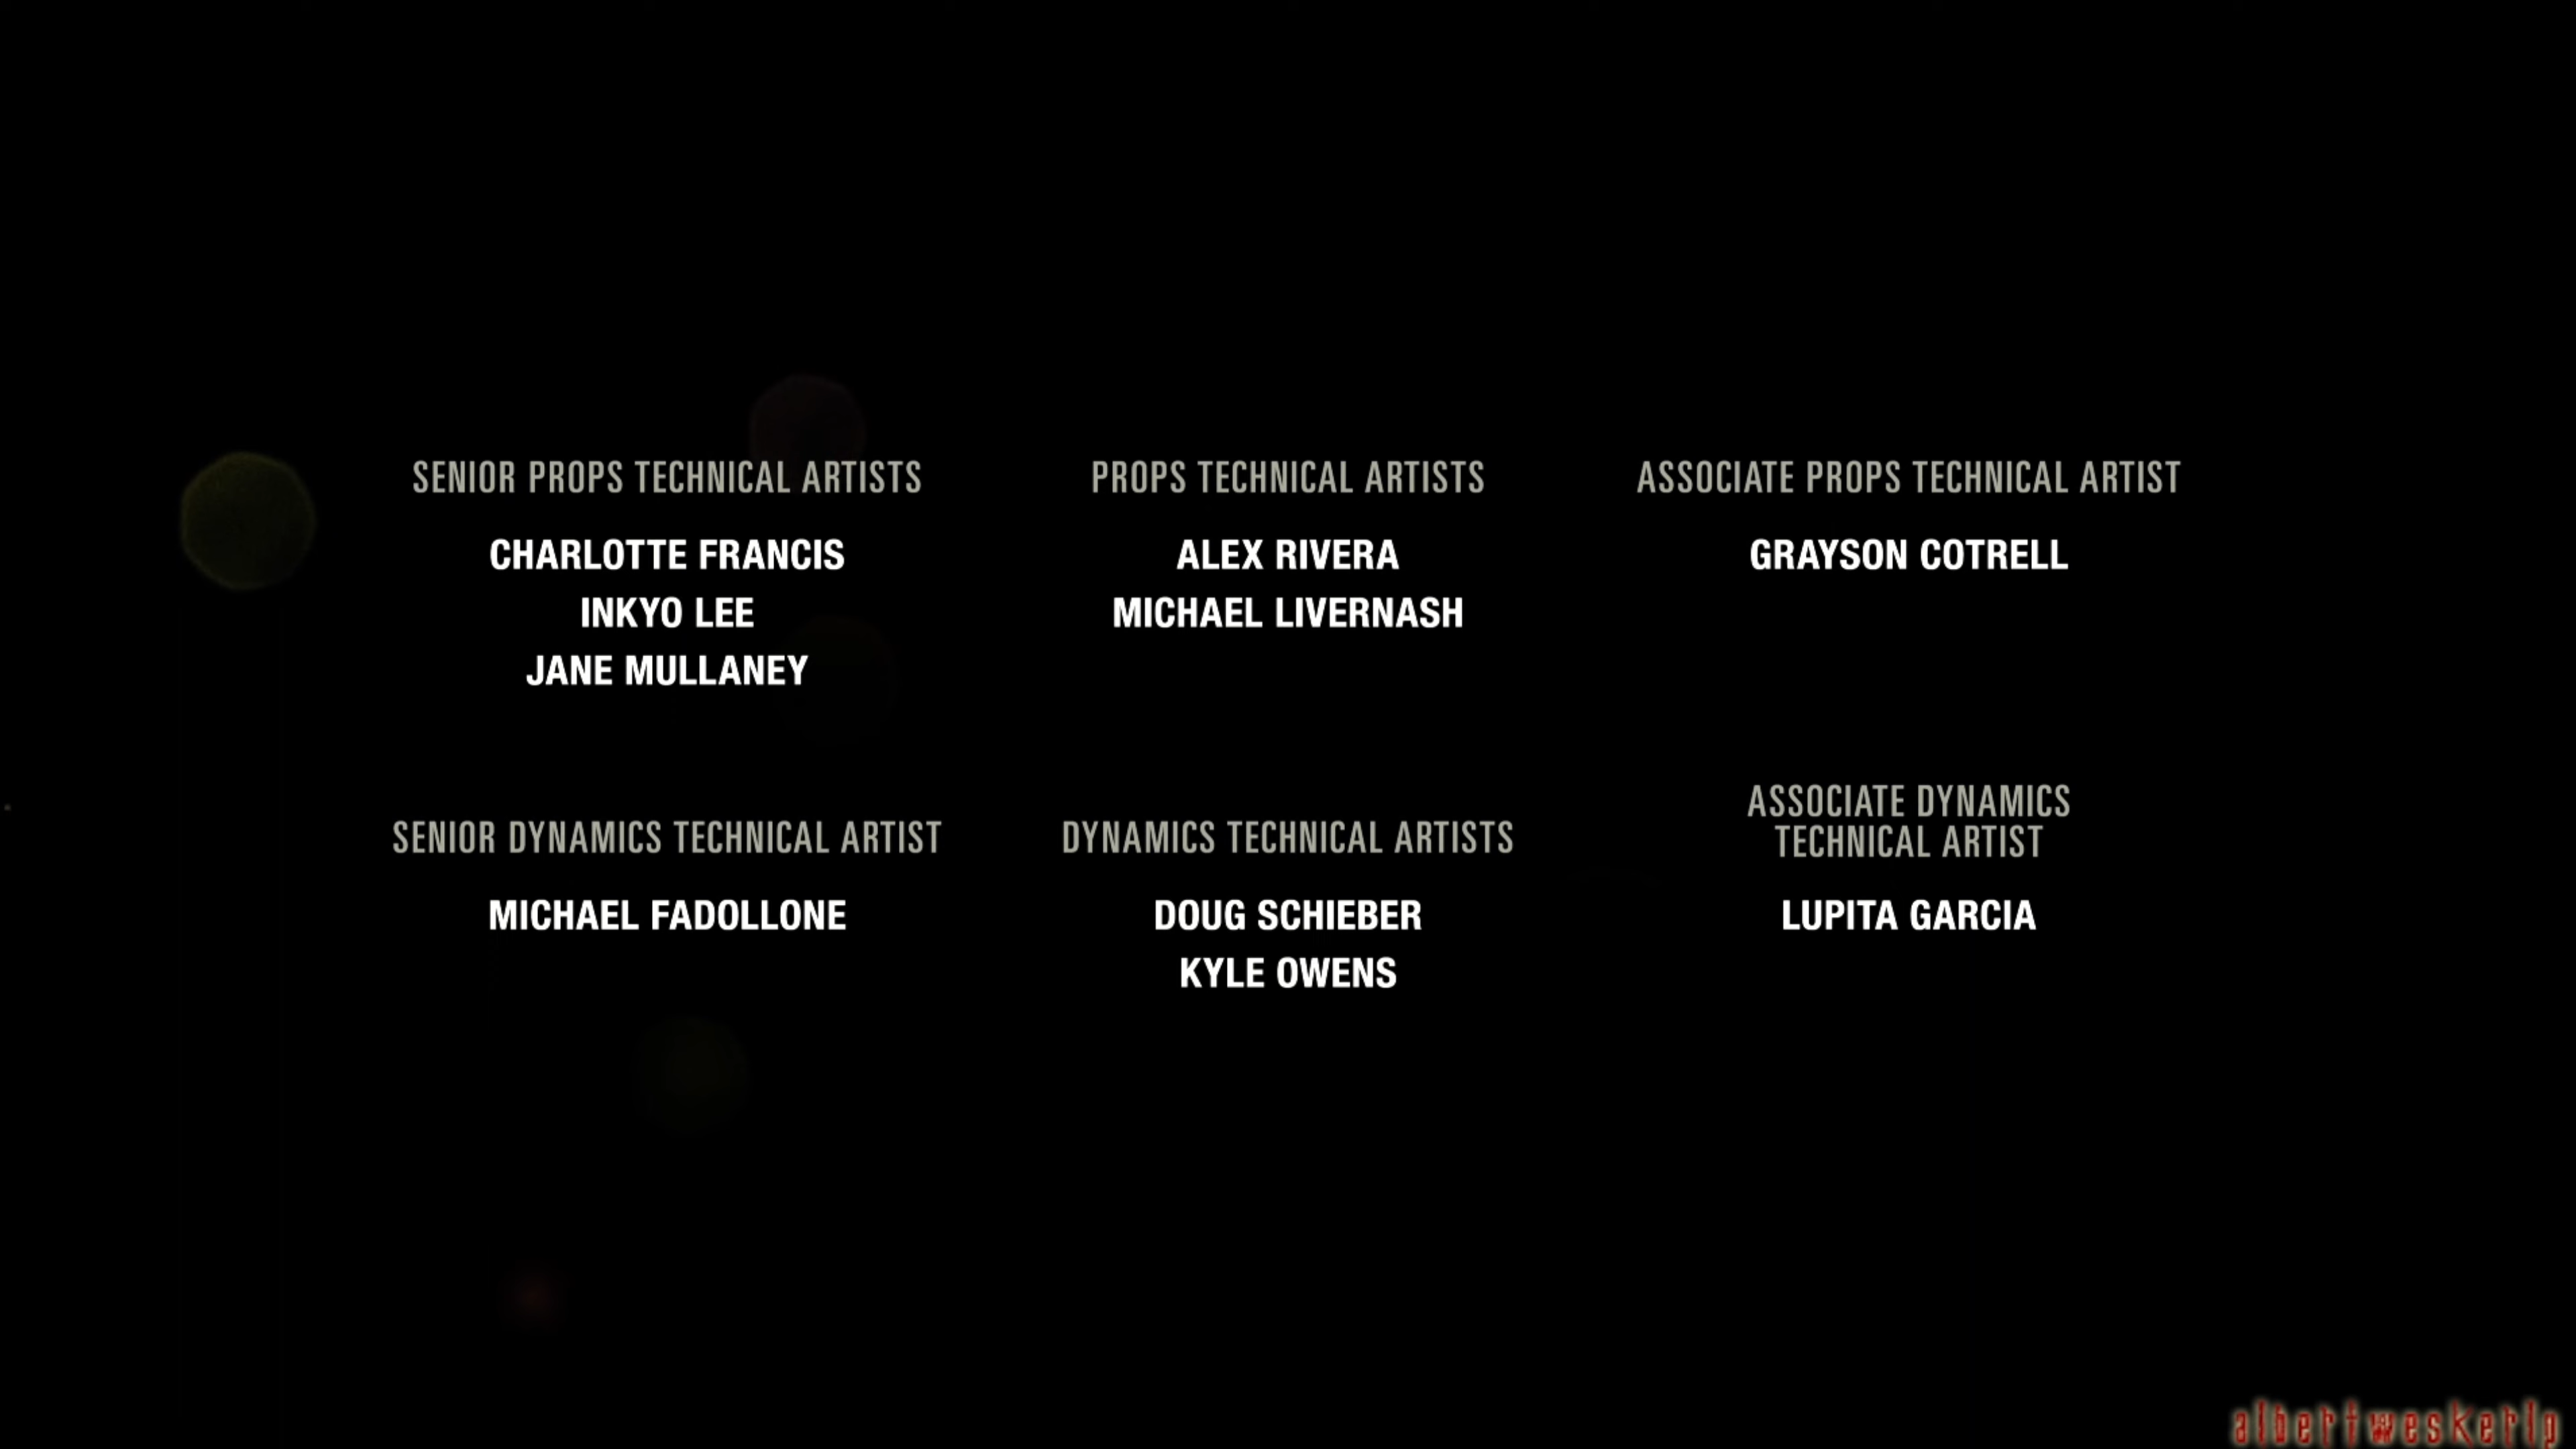 SENIOR PROPS TECHNICAL ARTISTS
CHARLOTTE FRANCIS
INKYO LEE
JANE MULLANEY
PROPS TECHNICAL ARTISTS
ALEX RIVERA
MICHAEL LIVERNASH
ASSOCIATE PROPS TECHNICAL ARTIST
GRAYSON COTRELL
SENIOR DYNAMICS TECHNICAL ARTIST
MICHAEL FADOLLONE
DYNAMICS TECHNICAL ARTISTS
DOUG SCHIEBER
KYLE OWENS
ASSOCIATE DYNAMICS
TECHNICAL ARTIST
LUPITA GARCIA
albertweskerlp